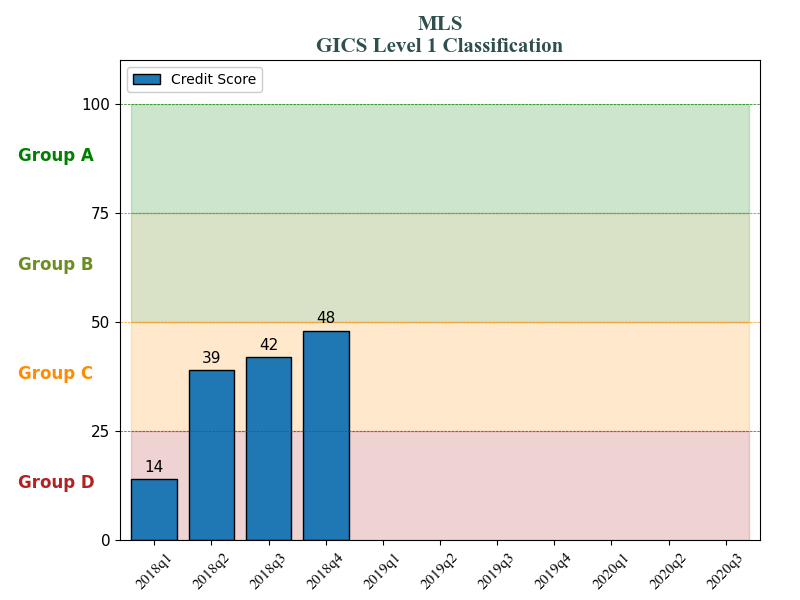 MLS
GICS Level 1 Classification
Credit Score
100
Group A
75
Group B
50
48
42
39
Group C
25
14
Group D
0
2018q1
2018q2
2018q3
2018q4
2019q1
2019q2
2019q3
2019q4
2020q1
2020q2
2020q3